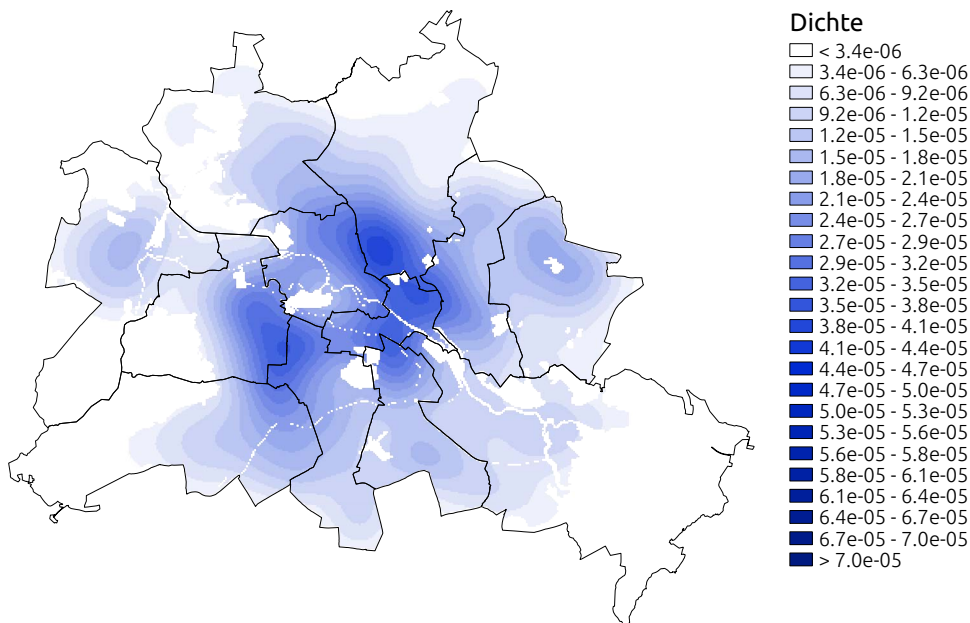 Dichte
< 3.4e-06
3.4e-06 - 6.3e-06
6.3e-06 - 9.2e-06
9.2e-06 - 1.2e-05
1.2e-05 - 1.5e-05
1.5e-05 - 1.8e-05
1.8e-05 - 2.1e-05
2.1e-05 - 2.4e-05
2.4e-05 - 2.7e-05
2.7e-05 - 2.9e-05
2.9e-05 - 3.2e-05
3.2e-05 - 3.5e-05
3.5e-05 - 3.8e-05
3.8e-05 - 4.1e-05
4.1e-05 - 4.4e-05
4.4e-05 - 4.7e-05
4.7e-05 - 5.0e-05
5.0e-05 - 5.3e-05
5.3e-05 - 5.6e-05
5.6e-05 - 5.8e-05
5.8e-05 - 6.1e-05
6.1e-05 - 6.4e-05
6.4e-05 - 6.7e-05
6.7e-05 - 7.0e-05
> 7.0e-05